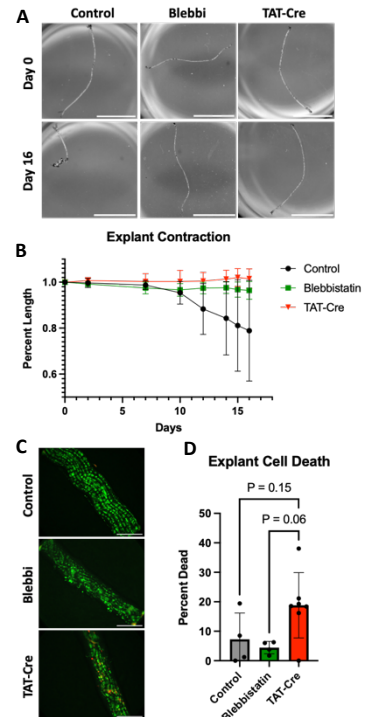 A
Control Blebbi TAT-Cre
Day 0
Day 16
Explant Contraction
B
1.0
0.8
0.6
Percent Length
0 5 10 15
Days
Control
Blebbistatin
TAT-Cre
C
Control
Blebbi
TAT-Cre
D
Explant Cell Death
P = 0.15
P = 0.06
50
40
30
20
10
0
Percent Dead
Control
Blebbistatin
TAT-Cre